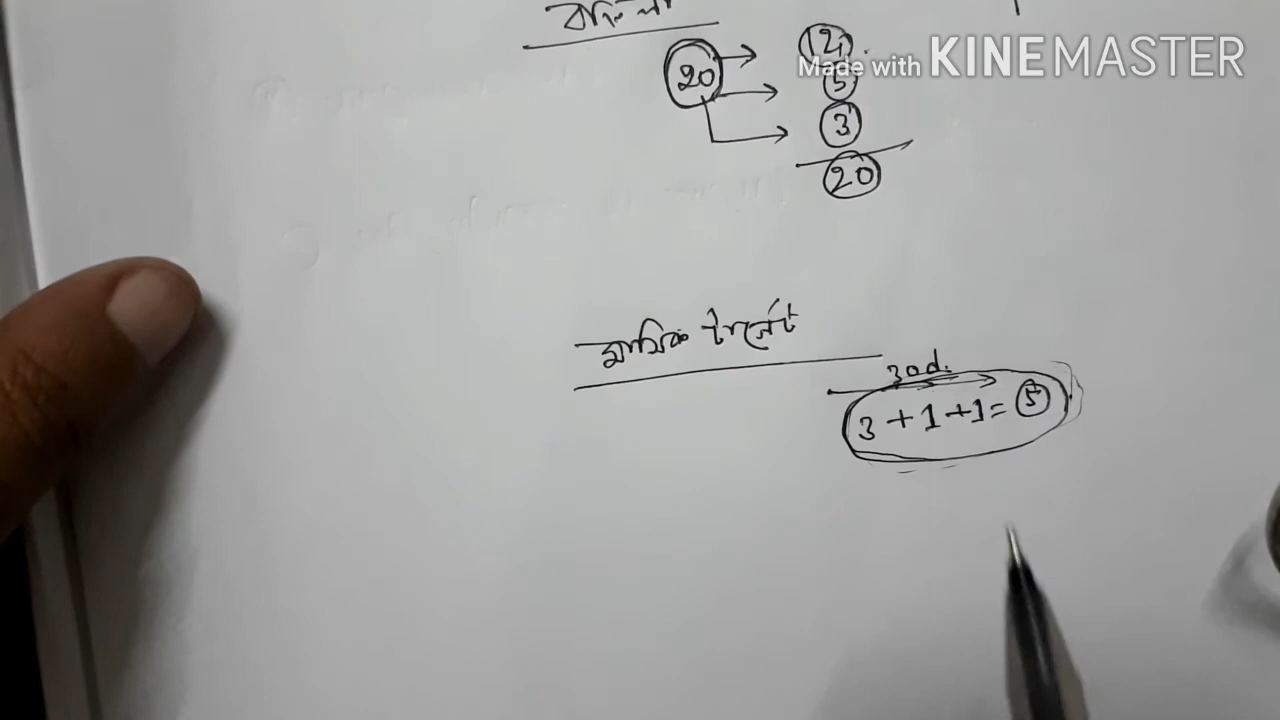 বাংলা
20 → 12
→ 5
→ 3
20
Made with KINEMASTER
মাসিক টার্গেট
30d.
3+1+1=5